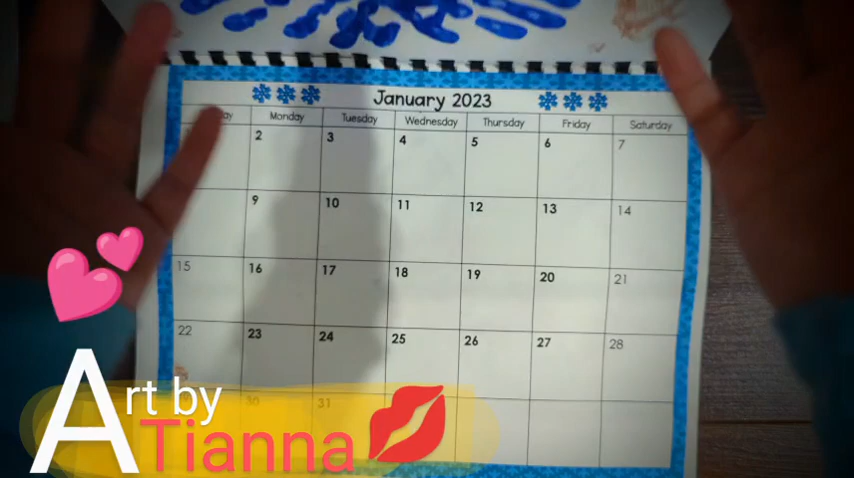 January 2023
Monday Tuesday Wednesday Thursday Friday Saturday
2 3 4 5 6 7
9 10 11 12 13 14
15 16 17 18 19 20 21
22 23 24 25 26 27 28
30 31
Art by
Tianna